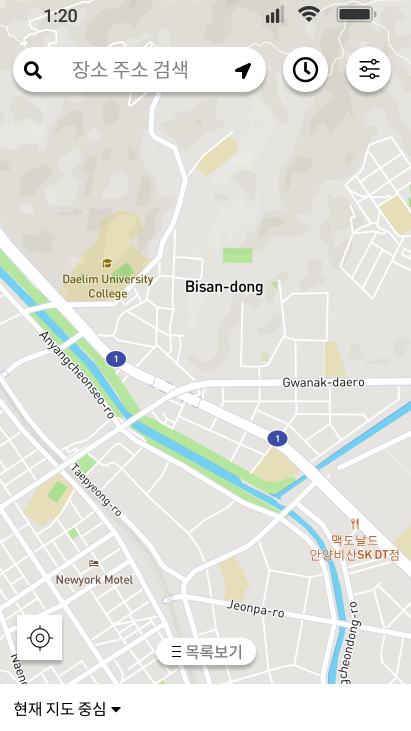 1:20
장소 주소 검색
Daelim University
College
Bisan-dong
1
Anyangcheonseo-ro
Gwanak-daero
1
Taepyeong-ro
맥도날드
안양비산SK DT점
Newyork Motel
Jeonpa-ro
gcheondong-ro
목록보기
현재 지도 중심